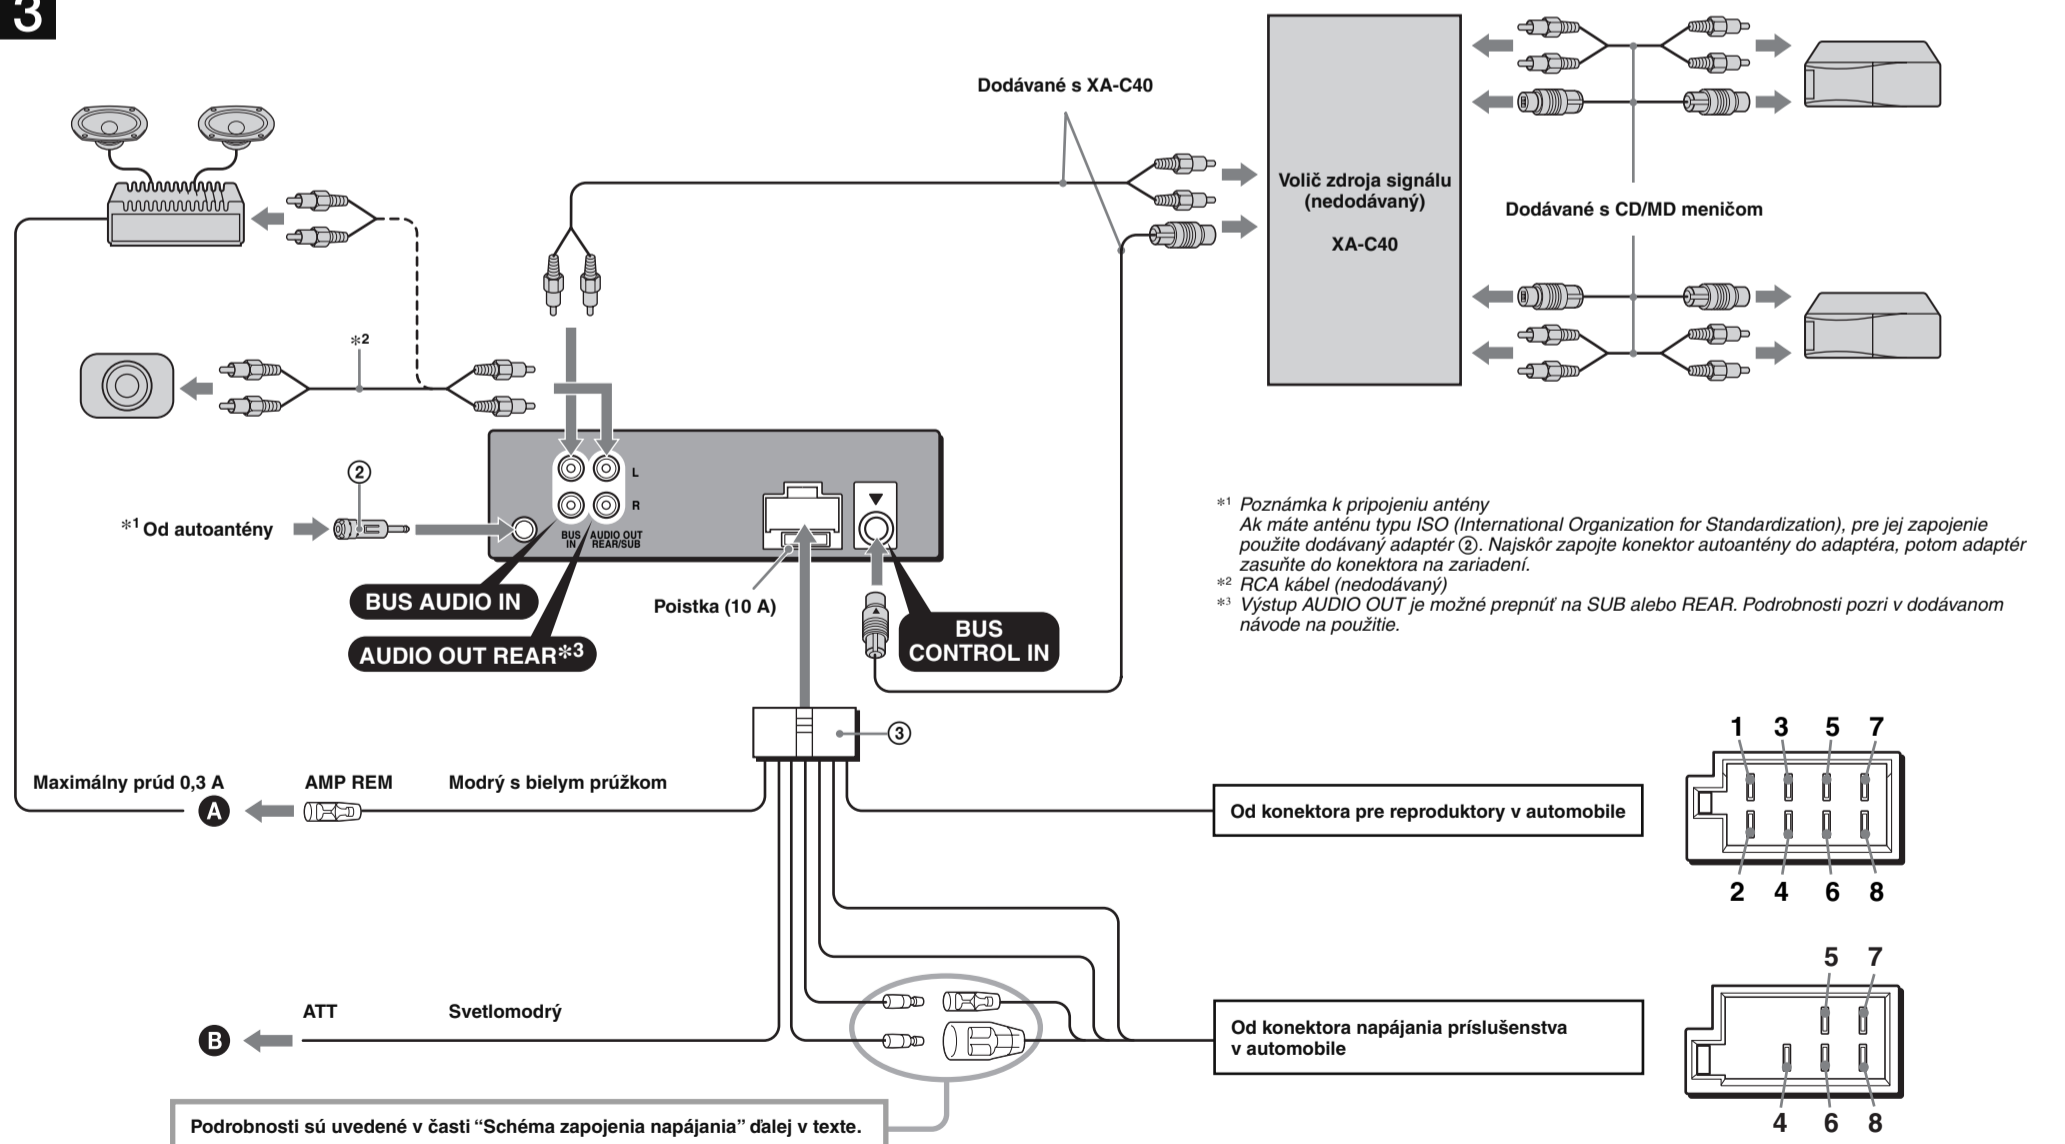 3
Dodávané s XA-C40
Volič zdroja signálu
(nedodávaný)
XA-C40
Dodávané s CD/MD meničom
*2
2
*1 Od autoantény
L
R
BUS
IN
AUDIO OUT
REAR/SUB
BUS AUDIO IN
AUDIO OUT REAR*3
Poistka (10 A)
BUS
CONTROL IN
*1 Poznámka k pripojeniu antény
Ak máte anténu typu ISO (International Organization for Standardization), pre jej zapojenie
použite dodávaný adaptér ②. Najskôr zapojte konektor autoantény do adaptéra, potom adaptér
zasuňte do konektora na zariadení.
*2 RCA kábel (nedodávaný)
*3 Výstup AUDIO OUT je možné prepnúť na SUB alebo REAR. Podrobnosti pozri v dodávanom
návode na použitie.
3
Maximálny prúd 0,3 A
A
AMP REM
Modrý s bielym prúžkom
Od konektora pre reproduktory v automobile
1 3 5 7
2 4 6 8
B
ATT
Svetlomodrý
Od konektora napájania príslušenstva
v automobile
5 7
4 6 8
Podrobnosti sú uvedené v časti “Schéma zapojenia napájania” ďalej v texte.